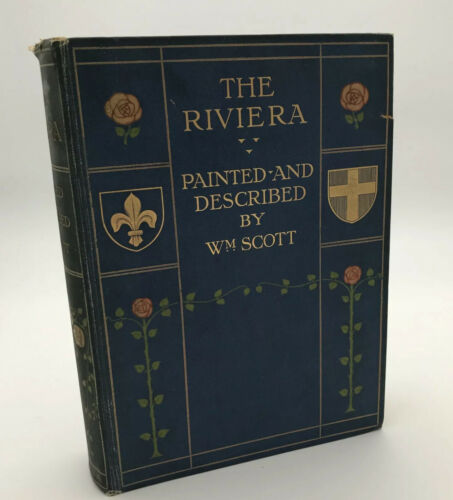 THE
RIVIERA
PAINTED·AND
DESCRIBED
BY
WM SCOTT